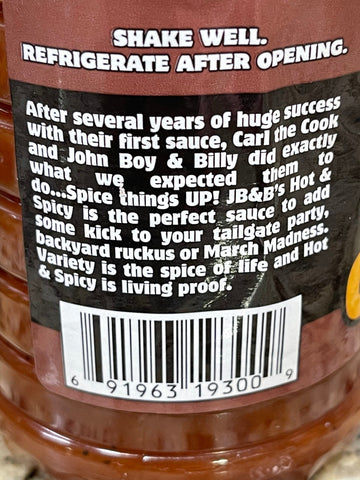 SHAKE WELL.
REFRIGERATE AFTER OPENING.
After several years of huge success
with their first sauce, Carl the Cook
and John Boy & Billy did exactly
what we expected them to
do...Spice things UP! JB&B's Hot &
Spicy is the perfect sauce to add
some kick to your tailgate party,
backyard ruckus or March Madness.
Variety is the spice of life and Hot
& Spicy is living proof.
6 91963 19300 9